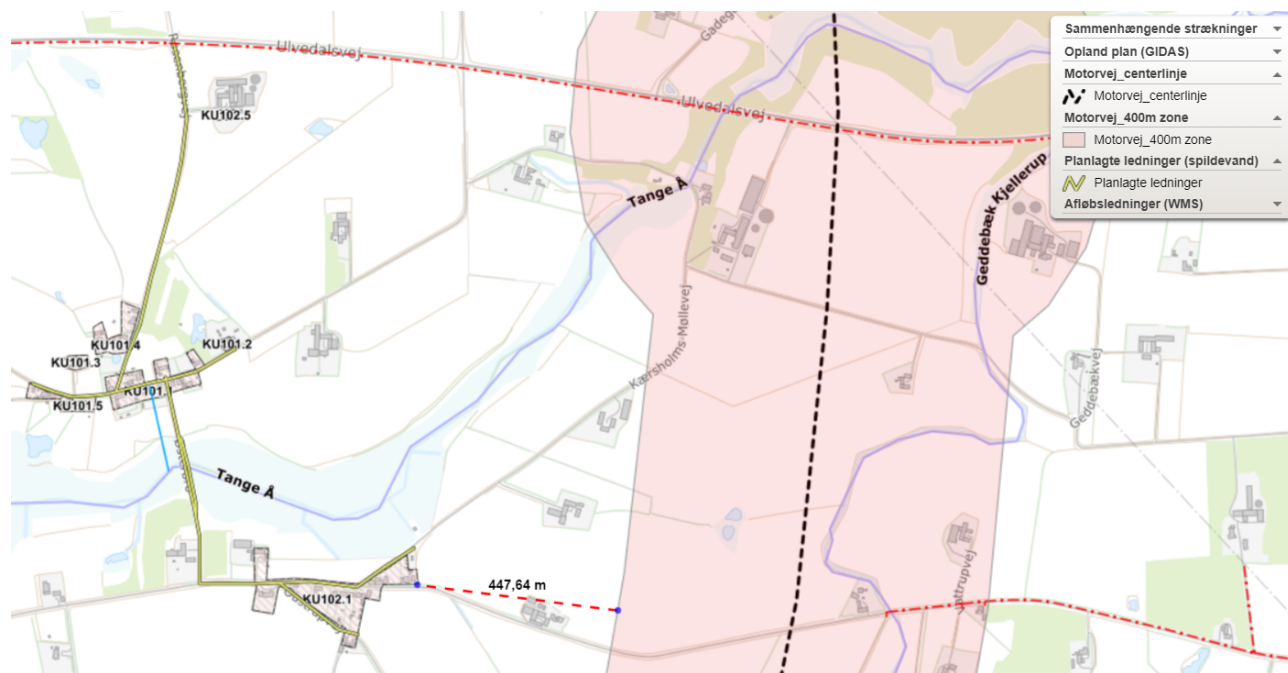 Sammenhængende strækninger
Opland plan (GIDAS)
Motorvej_centerlinje
Motorvej_centerlinje
Motorvej_400m zone
Motorvej_400m zone
Planlagte ledninger (spildevand)
Planlagte ledninger
Afløbsledninger (WMS)
Ulvedalsvej
Ulvedalsvej
KU102.5
Tange Å
Geddebæk Kjellerup
Kærsholms-Møllevej
Geddebækvej
KU101.4
KU101.2
KU101.3
KU101.1
KU101.5
Tange Å
447,64 m
KU102.1